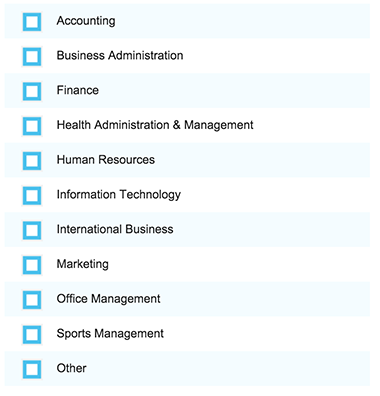 Accounting
Business Administration
Finance
Health Administration & Management
Human Resources
Information Technology
International Business
Marketing
Office Management
Sports Management
Other